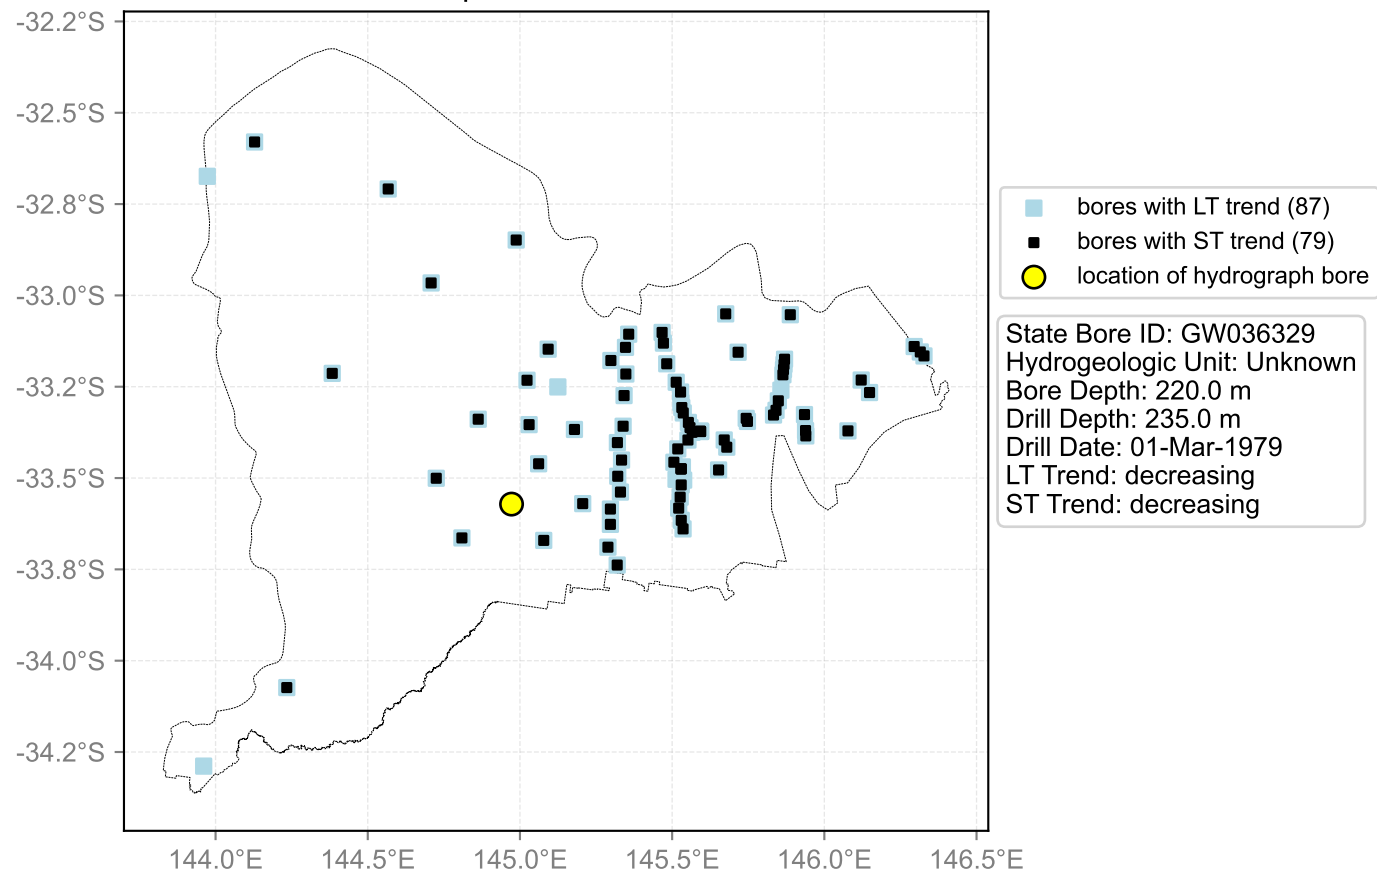 -32.2°S
-32.5°S
-32.8°S
-33.0°S
-33.2°S
-33.5°S
-33.8°S
-34.0°S
-34.2°S
144.0°E
144.5°E
145.0°E
145.5°E
146.0°E
146.5°E
bores with LT trend (87)
bores with ST trend (79)
location of hydrograph bore
State Bore ID: GW036329
Hydrogeologic Unit: Unknown
Bore Depth: 220.0 m
Drill Depth: 235.0 m
Drill Date: 01-Mar-1979
LT Trend: decreasing
ST Trend: decreasing